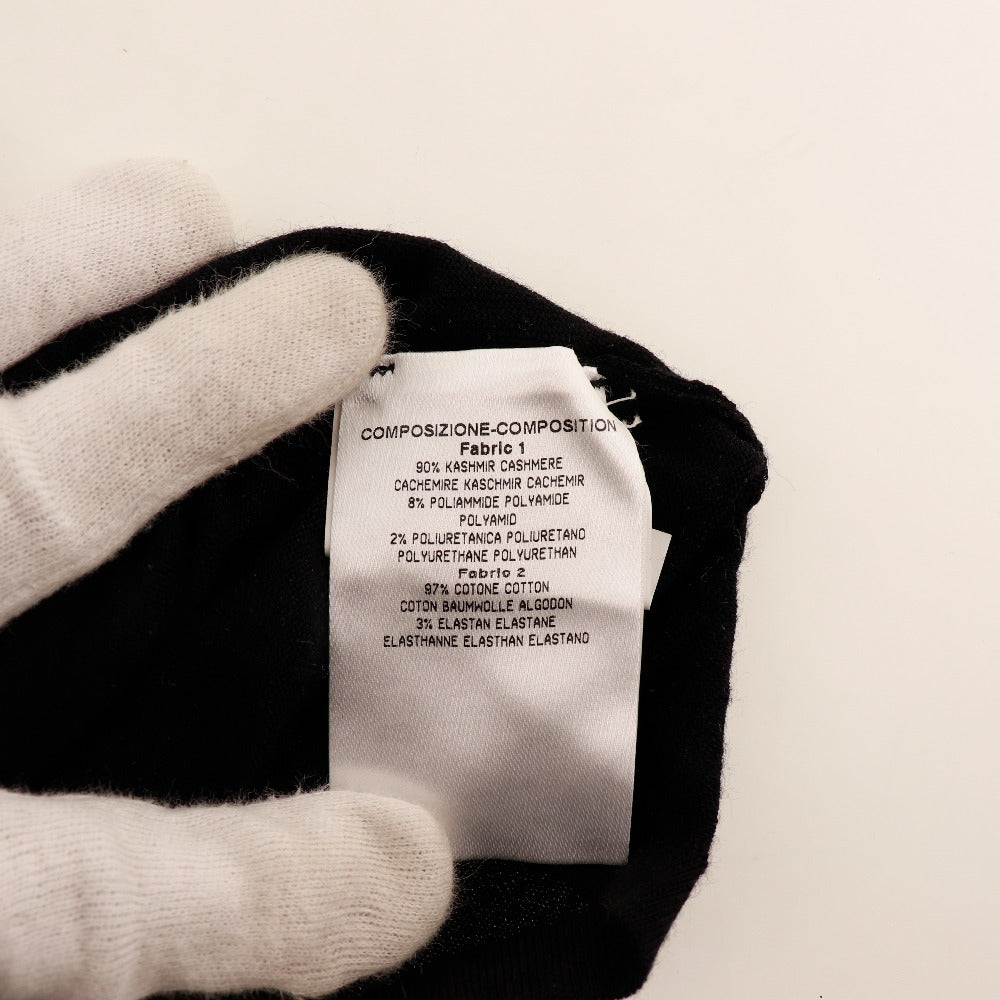 COMPOSIZIONE-COMPOSITION
Fabric 1
90% KASHMIR CASHMERE
CACHEMIRE KASCHMIR CACHEMIR
8% POLIAMMIDE POLYAMIDE
POLYAMID
2% POLIURETANICA POLIURETANO
POLYURETHANE POLYURETHAN
Fabric 2
97% COTONE COTTON
COTON BAUMWOLLE ALGODON
3% ELASTAN ELASTANE
ELASTHANNE ELASTHAN ELASTANO